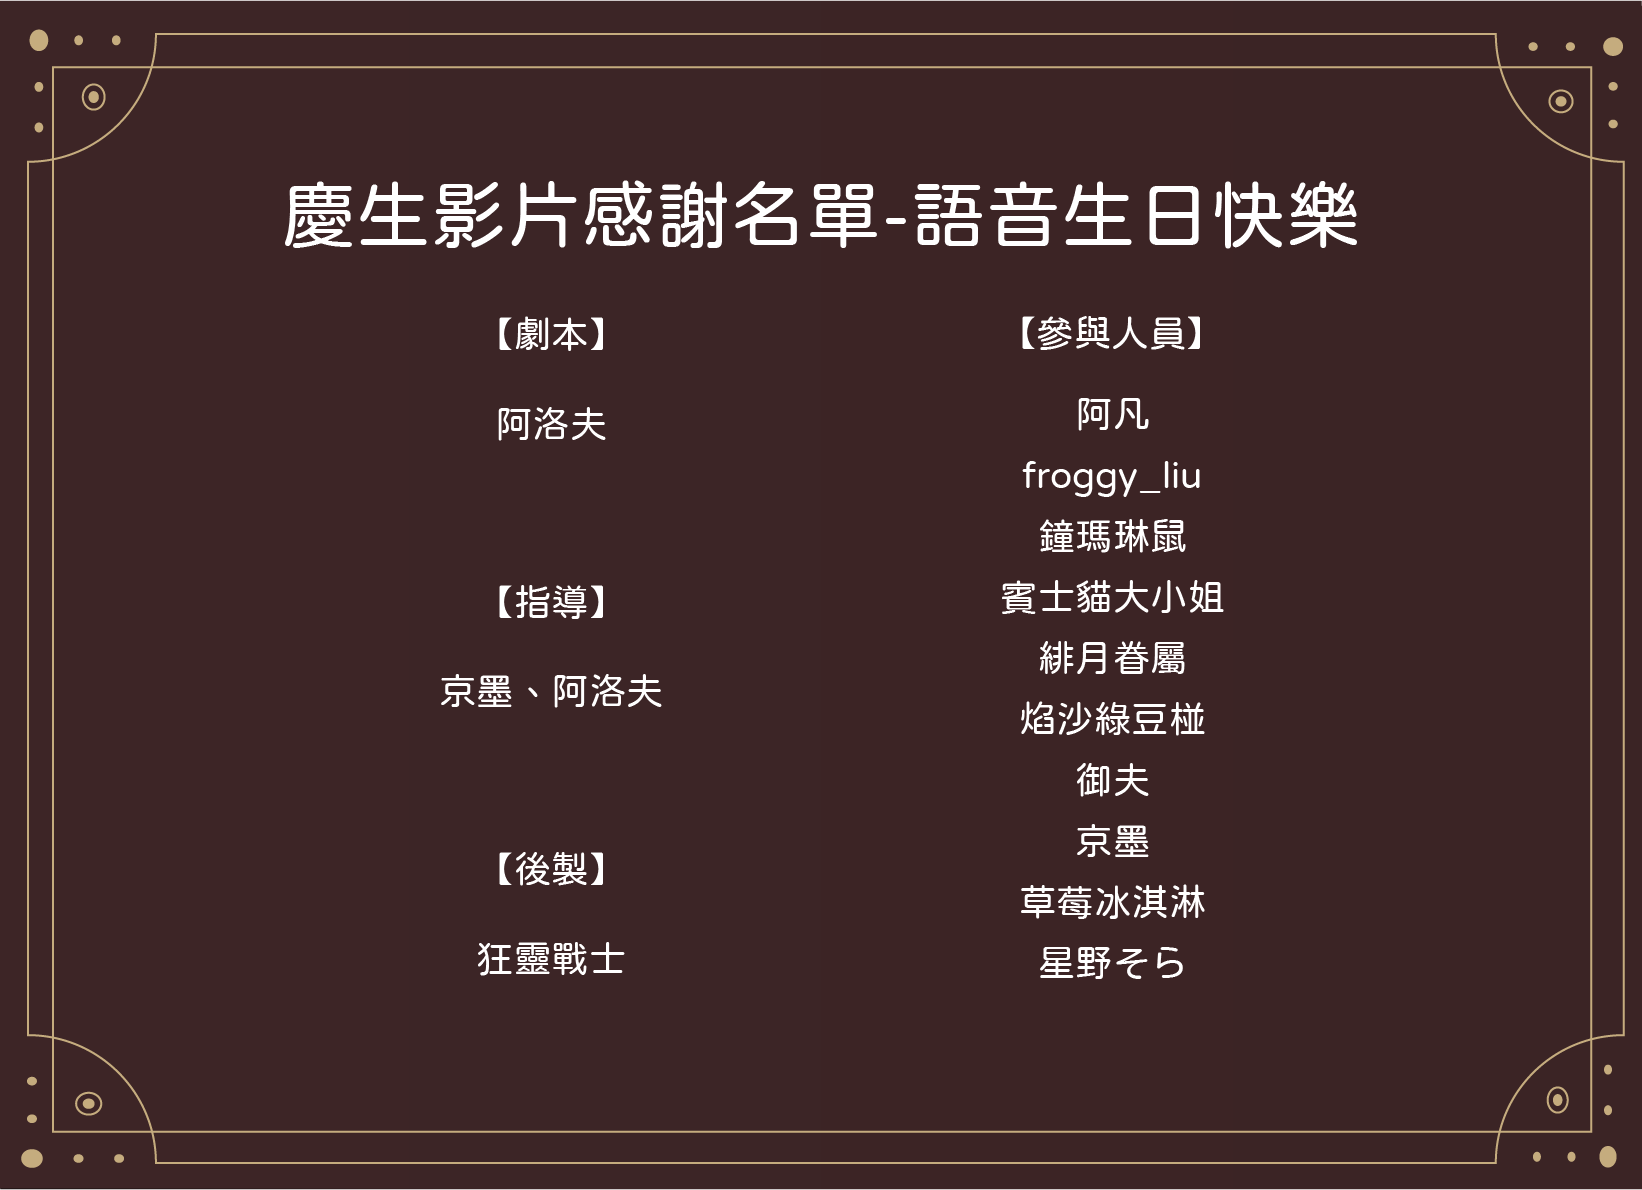 慶生影片感謝名單-語音生日快樂
【劇本】
阿洛夫
【指導】
京墨、阿洛夫
【後製】
狂靈戰士
【參與人員】
阿凡
froggy_liu
鐘瑪琳鼠
賓士貓大小姐
緋月眷屬
焰沙綠豆椪
御夫
京墨
草莓冰淇淋
星野そら